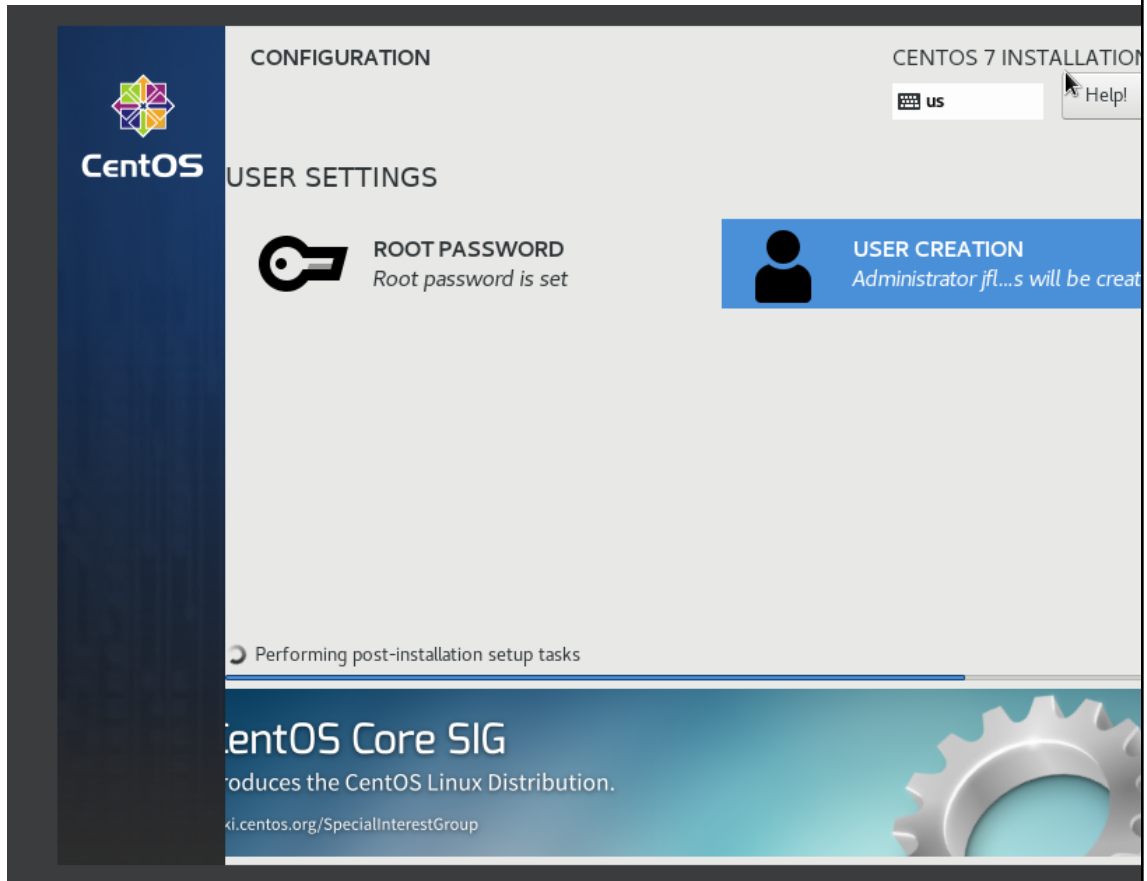 CONFIGURATION
CENTOS 7 INSTALLATION
us
Help!
CentOS
USER SETTINGS
ROOT PASSWORD
Root password is set
USER CREATION
Administrator jfl...s will be creat
Performing post-installation setup tasks
entOS Core SIG
roduces the CentOS Linux Distribution.
ki.centos.org/SpecialInterestGroup